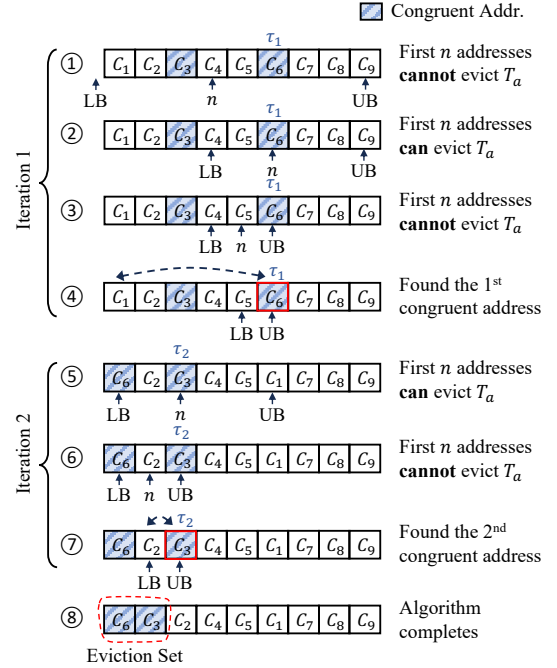 Congruent Addr.
τ₁
① C₁ C₂ C₃ C₄ C₅ C₆ C₇ C₈ C₉ First n addresses
cannot evict Tₐ
LB n UB
τ₁
② C₁ C₂ C₃ C₄ C₅ C₆ C₇ C₈ C₉ First n addresses
can evict Tₐ
LB n UB
τ₁
③ C₁ C₂ C₃ C₄ C₅ C₆ C₇ C₈ C₉ First n addresses
cannot evict Tₐ
LB n UB
τ₁
④ C₁ C₂ C₃ C₄ C₅ C₆ C₇ C₈ C₉ Found the 1st
congruent address
LB UB
Iteration 1
τ₂
⑤ C₆ C₂ C₃ C₄ C₅ C₁ C₇ C₈ C₉ First n addresses
can evict Tₐ
LB n UB
τ₂
⑥ C₆ C₂ C₃ C₄ C₅ C₁ C₇ C₈ C₉ First n addresses
cannot evict Tₐ
LB n UB
τ₂
⑦ C₆ C₂ C₃ C₄ C₅ C₁ C₇ C₈ C₉ Found the 2nd
congruent address
LB UB
Iteration 2
⑧ C₆ C₃ C₂ C₄ C₅ C₁ C₇ C₈ C₉ Algorithm
completes
Eviction Set